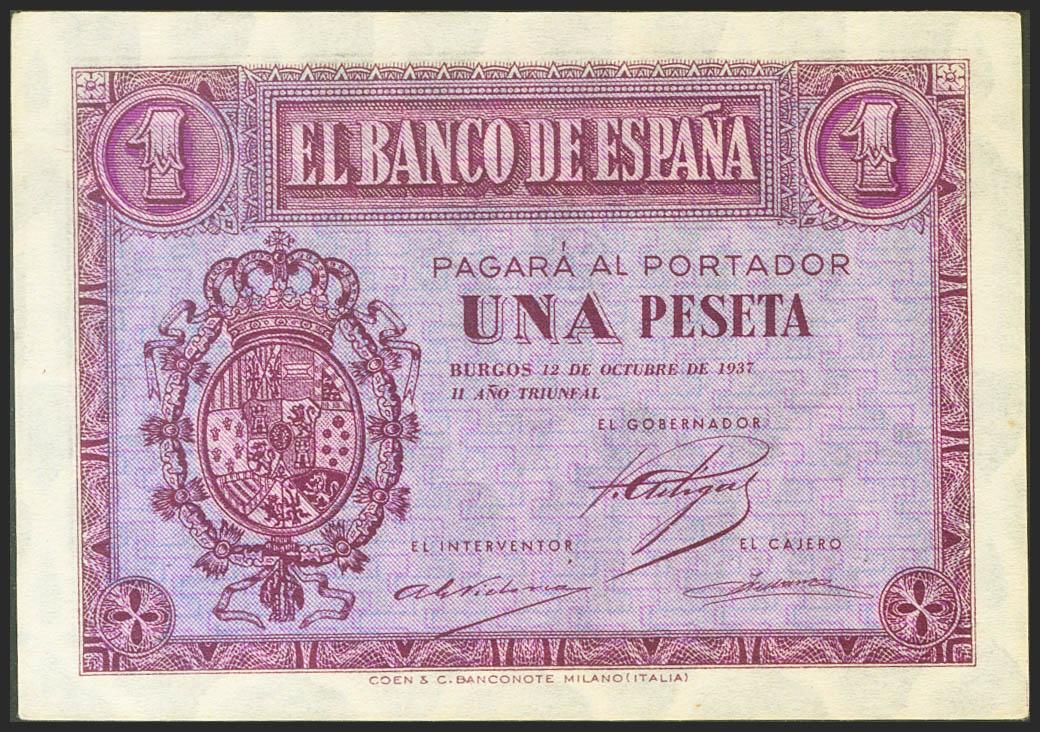 1 EL BANCO DE ESPAÑA 1
PAGARÁ AL PORTADOR
UNA PESETA
BURGOS 12 DE OCTUBRE DE 1937
II AÑO TRIUNFAL
EL GOBERNADOR
EL INTERVENTOR
EL CAJERO
COEN & C. BANCONOTE MILANO (ITALIA)